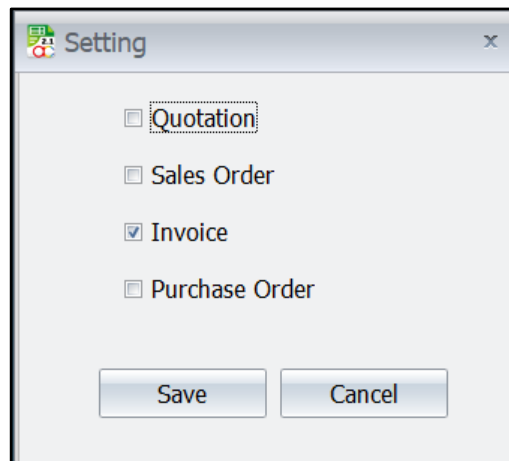 Setting
Quotation
Sales Order
Invoice
Purchase Order
Save Cancel